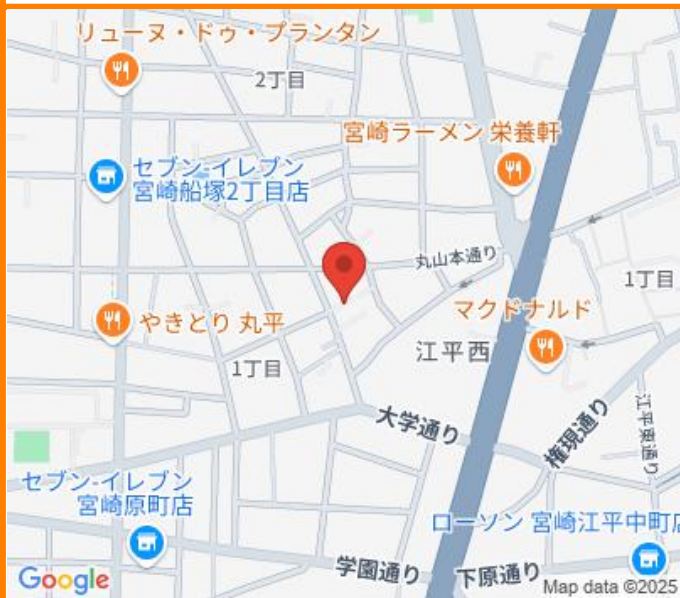 リューヌ・ドゥ・プランタン
2丁目
宮崎ラーメン 栄養軒
セブン-イレブン
宮崎船塚2丁目店
丸山本通り
1丁目
やきとり 丸平
マクドナルド
江平西
1丁目
大学通り
権現通り
江平東通り
セブン-イレブン
宮崎原町店
ローソン 宮崎江平中町店
学園通り
下原通り
Google
Map data ©2025